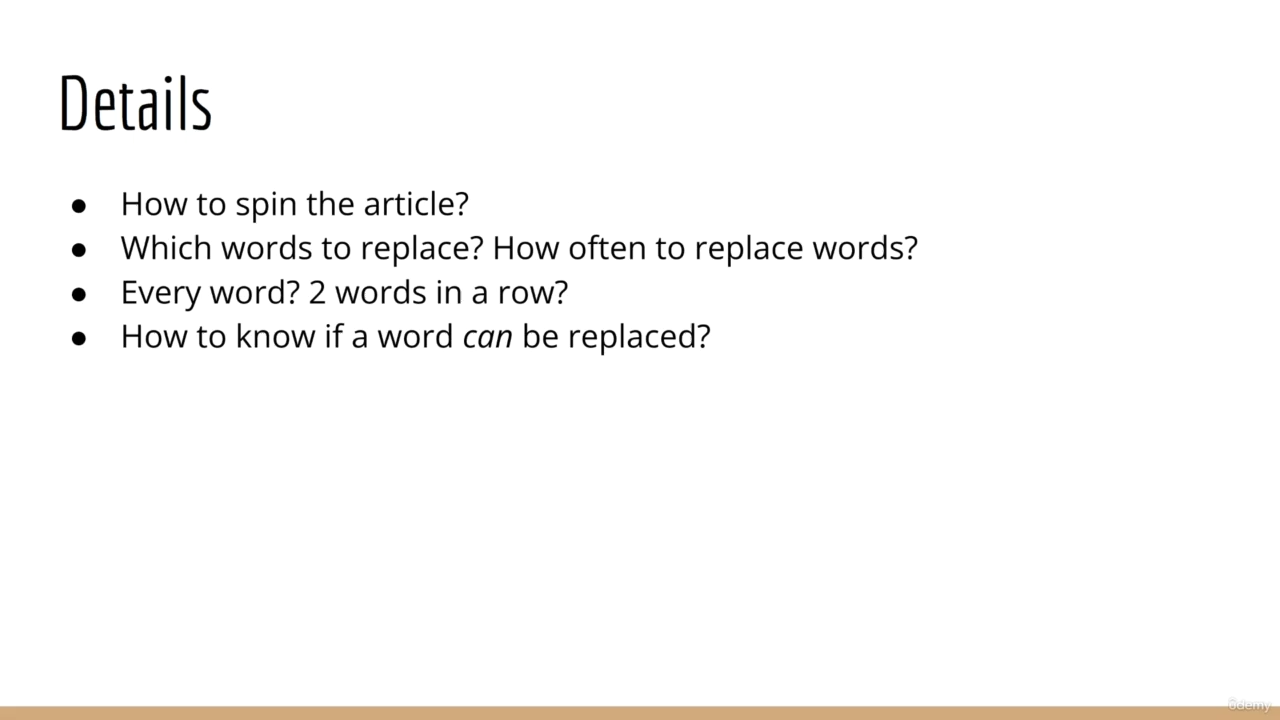 Details
● How to spin the article?
● Which words to replace? How often to replace words?
● Every word? 2 words in a row?
● How to know if a word can be replaced?
ûdemy